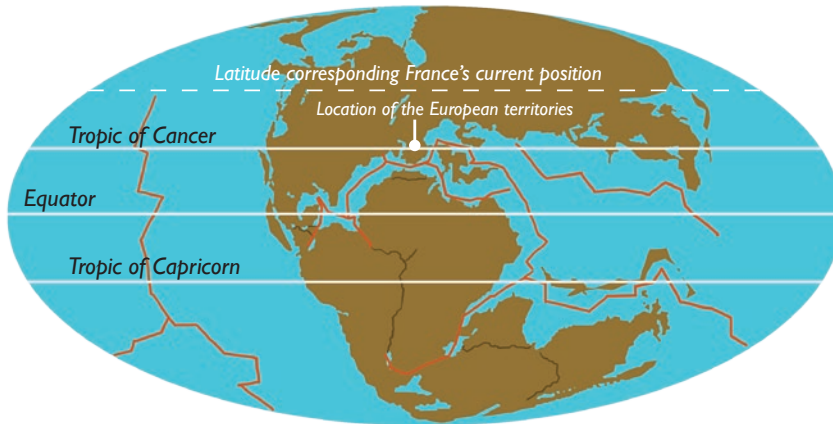 Latitude corresponding France's current position
Location of the European territories
Tropic of Cancer
Equator
Tropic of Capricorn